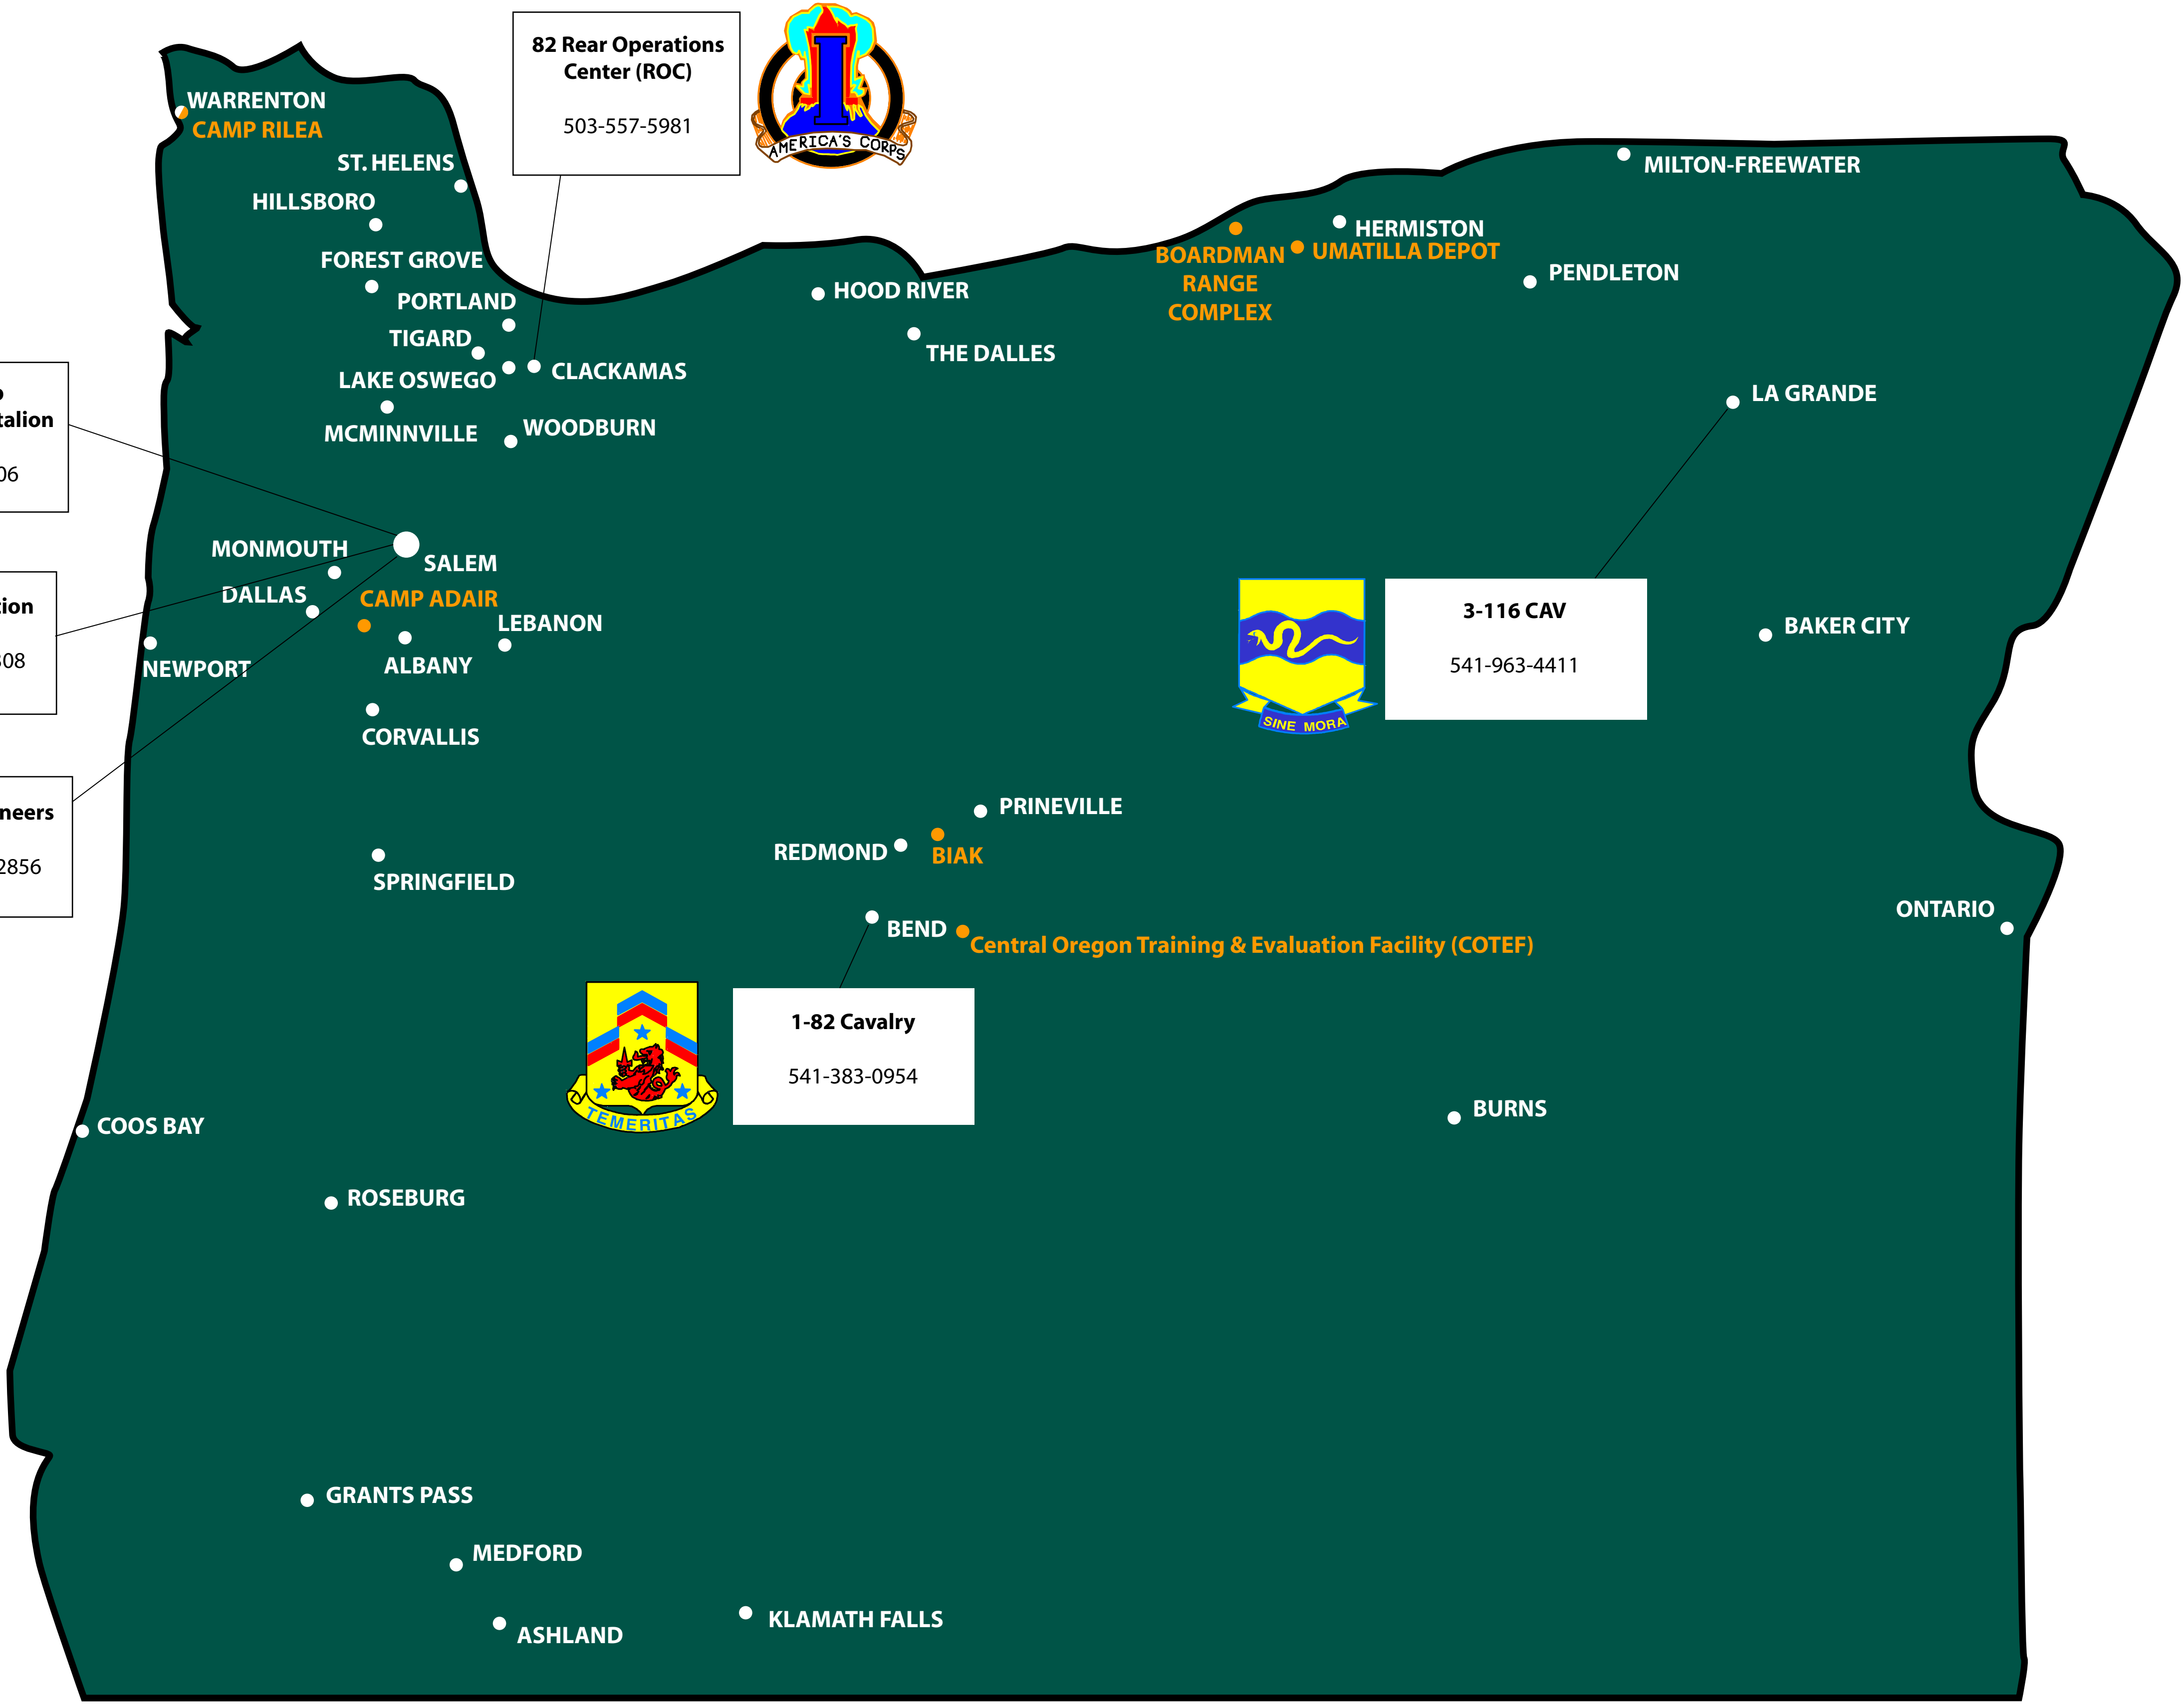 82 Rear Operations
Center (ROC)
503-557-5981
AMERICA'S CORPS
WARRENTON
CAMP RILEA
ST. HELENS
HILLSBORO
FOREST GROVE
PORTLAND
TIGARD
LAKE OSWEGO
CLACKAMAS
MCMINNVILLE
WOODBURN
HOOD RIVER
THE DALLES
BOARDMAN
RANGE
COMPLEX
HERMISTON
UMATILLA DEPOT
MILTON-FREEWATER
PENDLETON
LA GRANDE
talion
06
MONMOUTH
SALEM
DALLAS
CAMP ADAIR
LEBANON
ALBANY
NEWPORT
CORVALLIS
tion
308
3-116 CAV
541-963-4411
SINE MORA
BAKER CITY
neers
2856
PRINEVILLE
REDMOND
BIAK
SPRINGFIELD
BEND
Central Oregon Training & Evaluation Facility (COTEF)
ONTARIO
1-82 Cavalry
541-383-0954
TEMERITAS
BURNS
COOS BAY
ROSEBURG
GRANTS PASS
MEDFORD
ASHLAND
KLAMATH FALLS